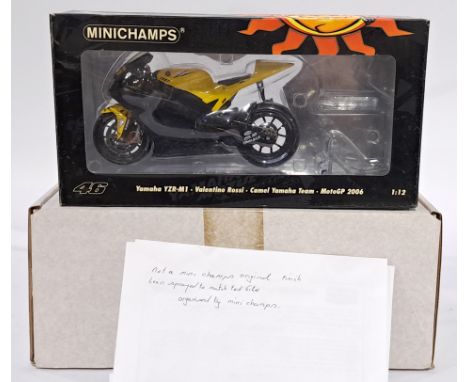 MINICHAMPS
46
Yamaha YZR-M1 - Valentino Rossi - Camel Yamaha Team - MotoGP 2006
1:12
Not a mini champs original finish
been sprayed to match Test bike
organised by mini champs.